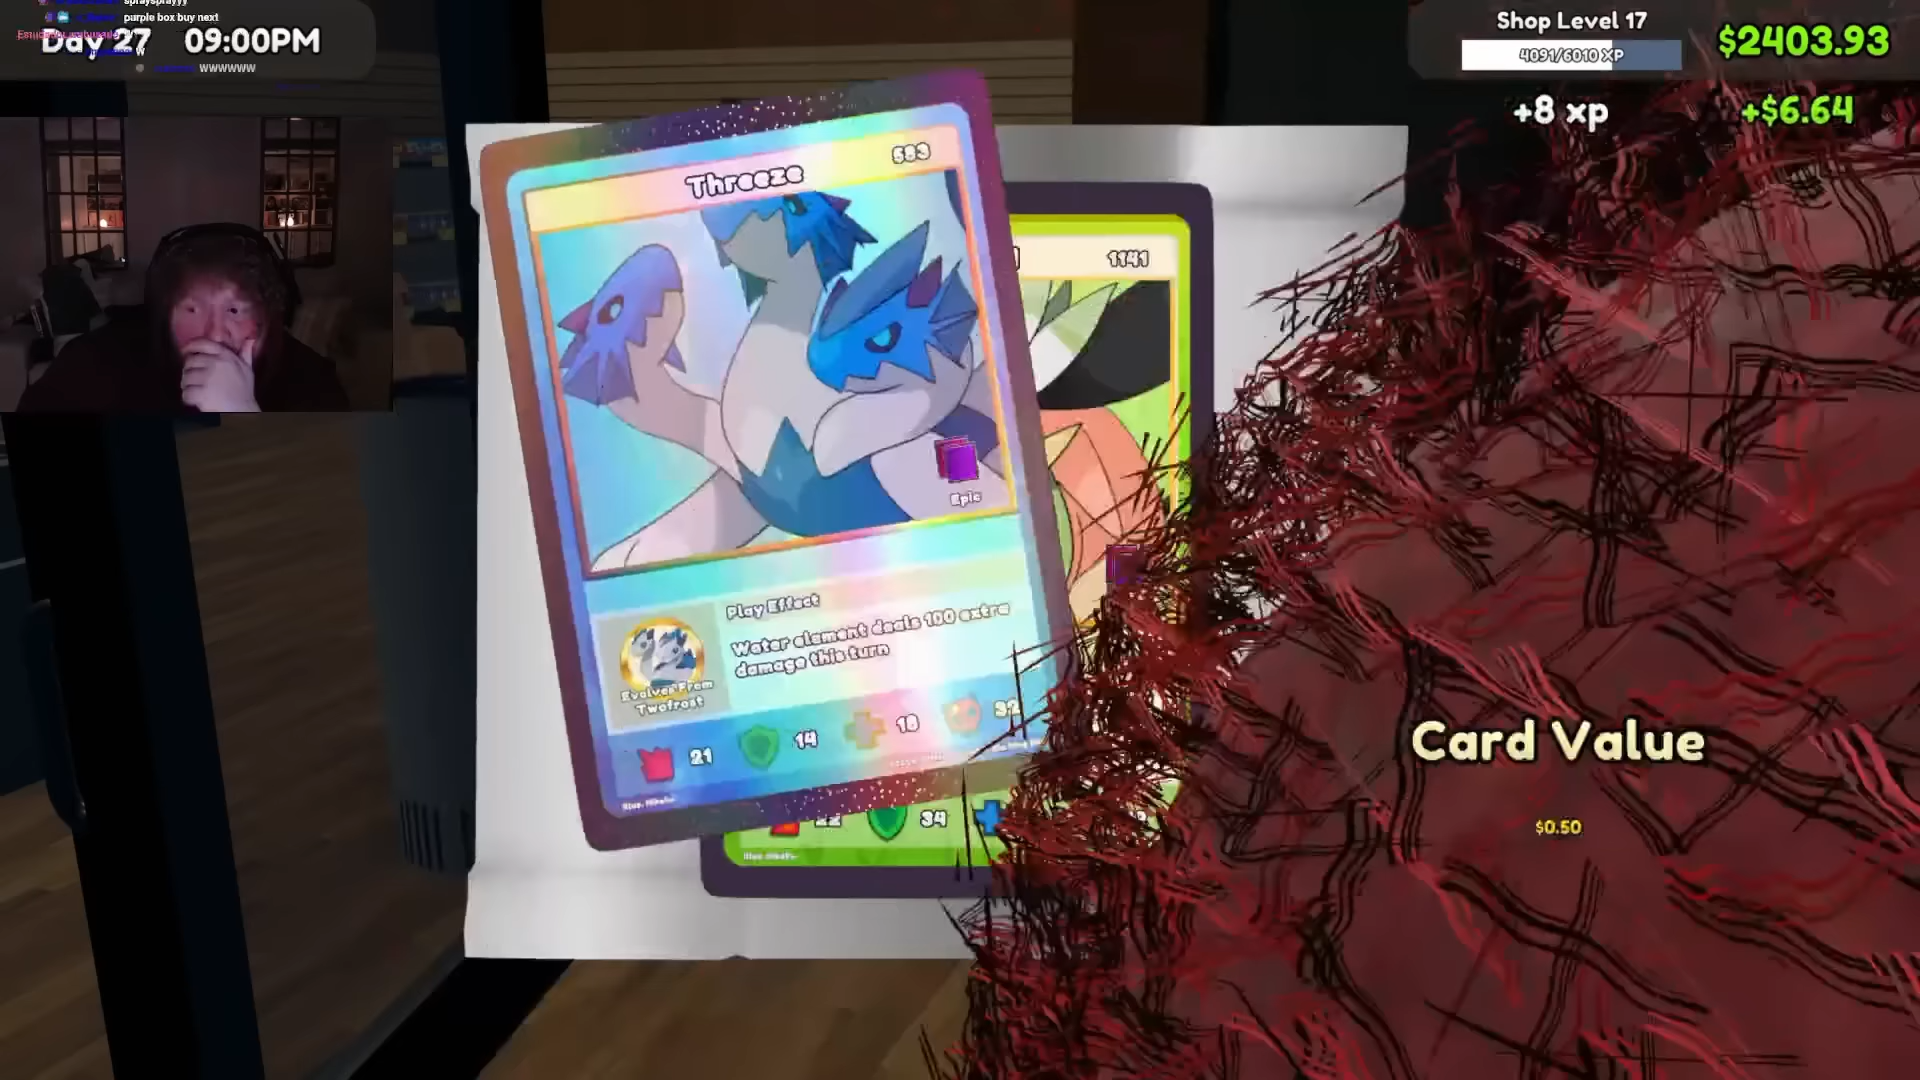 spraysprayyy
purple box buy next
Day 27 09:00PM
W
WWWWWW
Shop Level 17
4091/6010 XP
$2403.93
+8 xp
+$6.64
Threeze
583
1141
Epic
Play Effect
Water element deals 100 extra
damage this turn
Evolves From
Twofrost
21
14
18
32
22
34
Card Value
$0.50